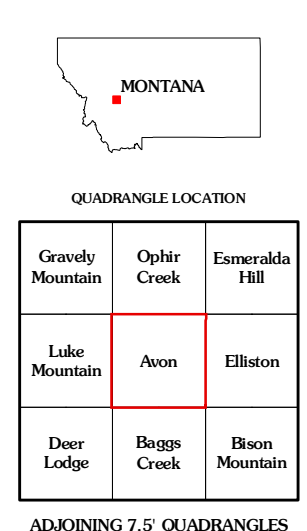 MONTANA
QUADRANGLE LOCATION
Gravely
Mountain
Ophir
Creek
Esmeralda
Hill
Luke
Mountain
Avon
Elliston
Deer
Lodge
Baggs
Creek
Bison
Mountain
ADJOINING 7.5' QUADRANGLES